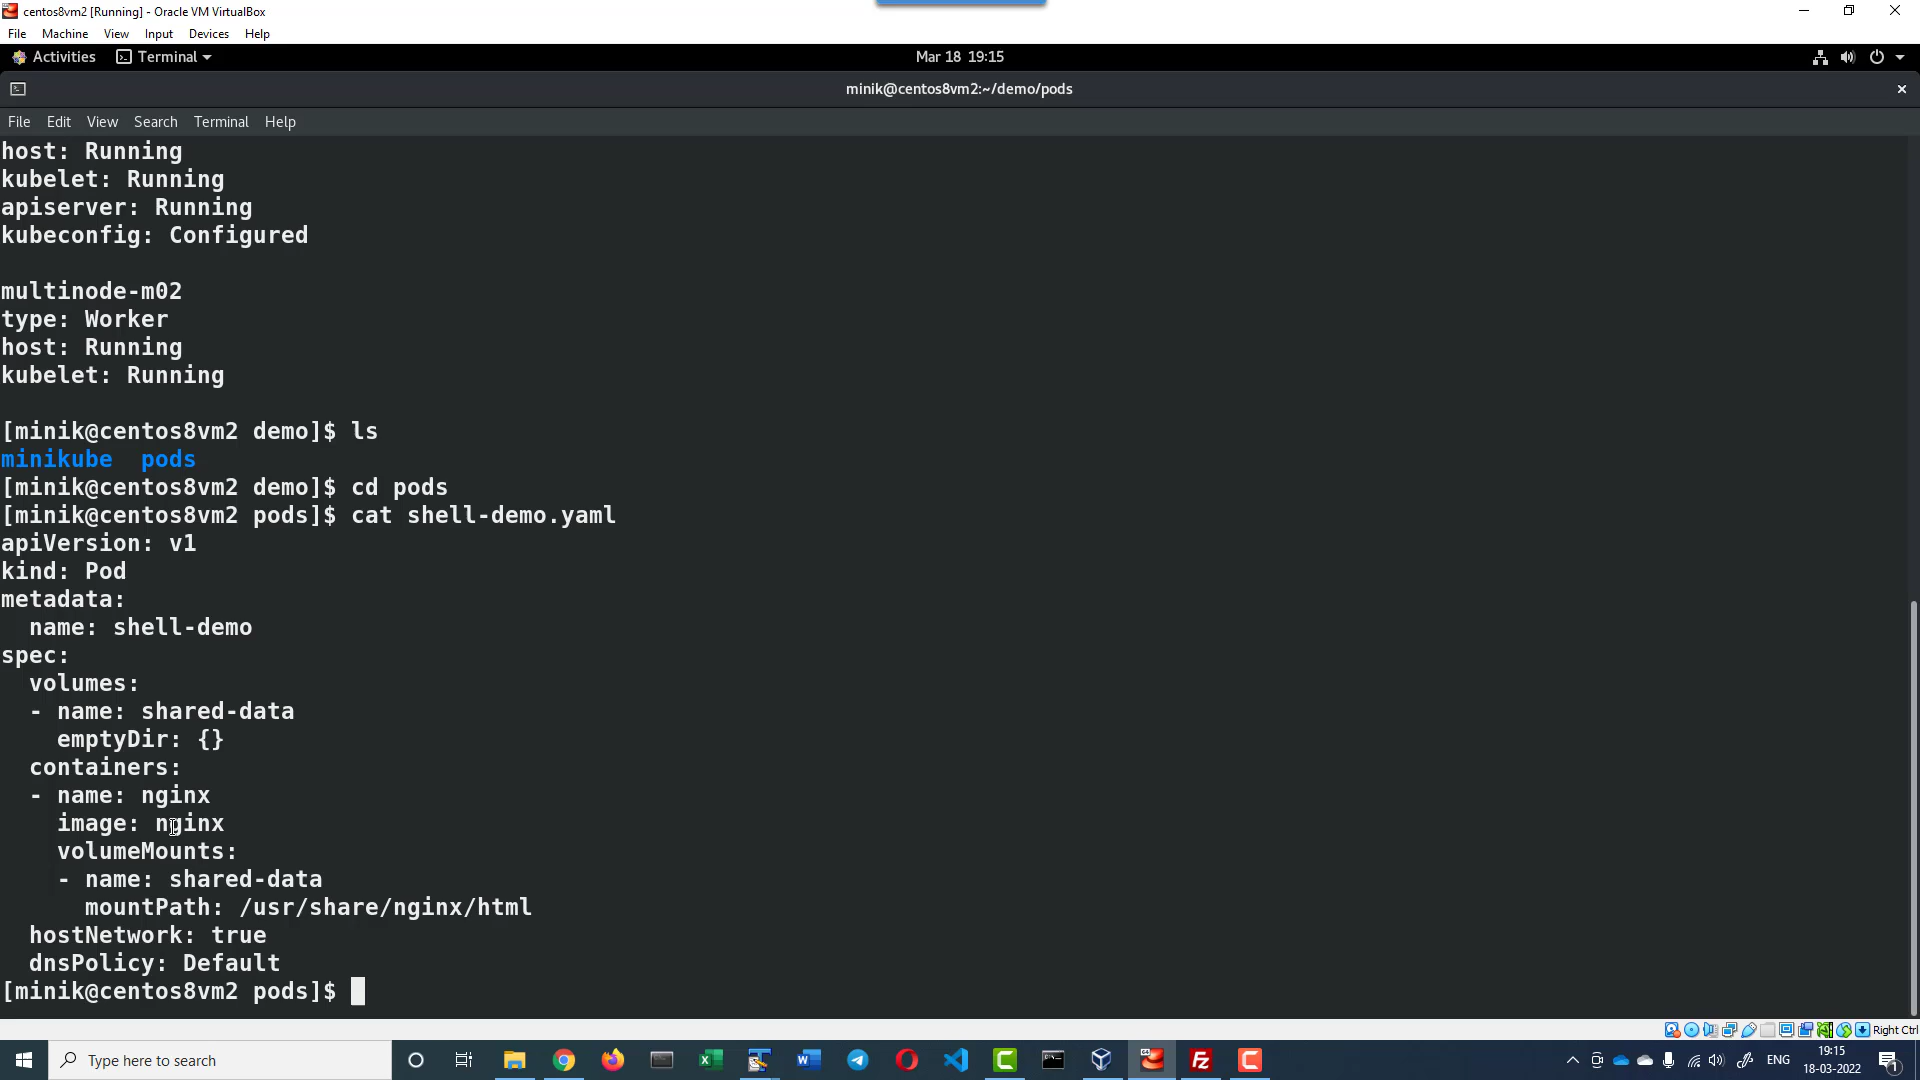 centos8vm2 [Running] - Oracle VM VirtualBox
File Machine View Input Devices Help
Activities Terminal Mar 18 19:15
minik@centos8vm2:~/demo/pods
File Edit View Search Terminal Help
host: Running
kubelet: Running
apiserver: Running
kubeconfig: Configured
multinode-m02
type: Worker
host: Running
kubelet: Running
[minik@centos8vm2 demo]$ ls
minikube  pods
[minik@centos8vm2 demo]$ cd pods
[minik@centos8vm2 pods]$ cat shell-demo.yaml
apiVersion: v1
kind: Pod
metadata:
  name: shell-demo
spec:
  volumes:
  - name: shared-data
    emptyDir: {}
  containers:
  - name: nginx
    image: nginx
    volumeMounts:
    - name: shared-data
      mountPath: /usr/share/nginx/html
  hostNetwork: true
  dnsPolicy: Default
[minik@centos8vm2 pods]$
Right Ctrl
Type here to search
ENG
19:15
18-03-2022
1